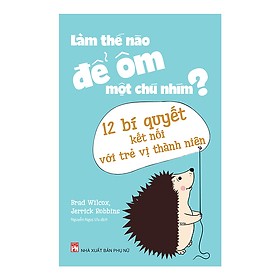 Làm thế nào
để ôm
một chú nhím?
12 bí quyết
kết nối
với trẻ vị thành niên
Brad Wilcox,
Jerrick Robbins
NHÀ XUẤT BẢN PHỤ NỮ